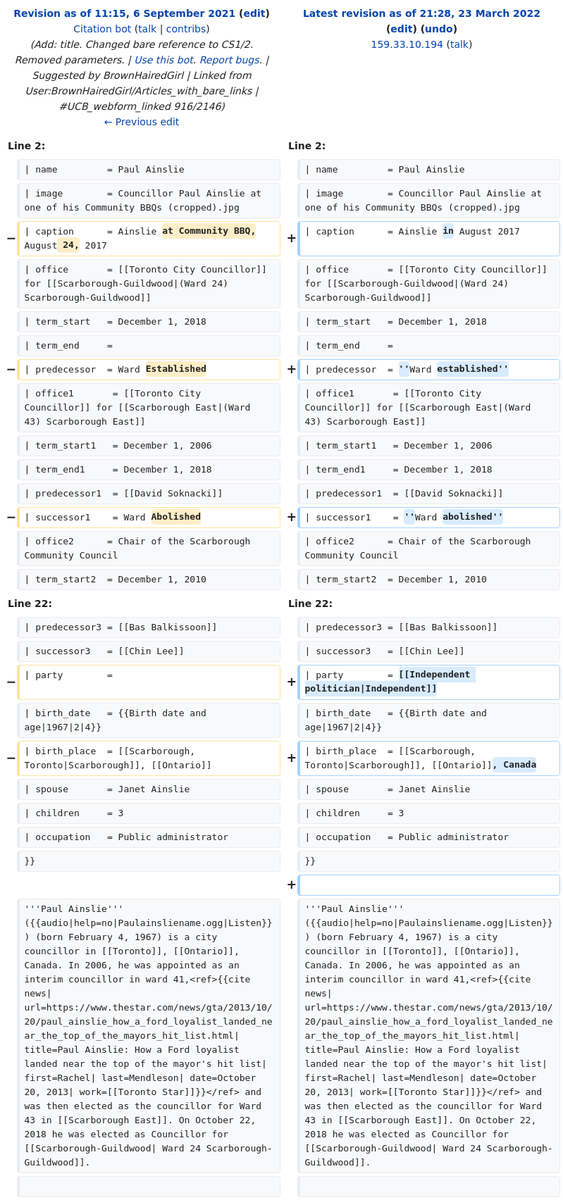 Revision as of 11:15, 6 September 2021 (edit)
Citation bot (talk | contribs)
(Add: title. Changed bare reference to CS1/2.
Removed parameters. | Use this bot. Report bugs. |
Suggested by BrownHairedGirl | Linked from
User:BrownHairedGirl/Articles_with_bare_links |
#UCB_webform_linked 916/2146)
← Previous edit
Latest revision as of 21:28, 23 March 2022
(edit) (undo)
159.33.10.194 (talk)
Line 2:
| name = Paul Ainslie
| image = Councillor Paul Ainslie at
one of his Community BBQs (cropped).jpg
− | caption = Ainslie at Community BBQ,
August 24, 2017
| office = [[Toronto City Councillor]]
for [[Scarborough-Guildwood|(Ward 24)
Scarborough-Guildwood]]
| term_start = December 1, 2018
| term_end =
− | predecessor = Ward Established
| office1 = [[Toronto City
Councillor]] for [[Scarborough East|(Ward
43) Scarborough East]]
| term_start1 = December 1, 2006
| term_end1 = December 1, 2018
| predecessor1 = [[David Soknacki]]
− | successor1 = Ward Abolished
| office2 = Chair of the Scarborough
Community Council
| term_start2 = December 1, 2010
Line 2:
| name = Paul Ainslie
| image = Councillor Paul Ainslie at
one of his Community BBQs (cropped).jpg
+ | caption = Ainslie in August 2017
| office = [[Toronto City Councillor]]
for [[Scarborough-Guildwood|(Ward 24)
Scarborough-Guildwood]]
| term_start = December 1, 2018
| term_end =
+ | predecessor = ''Ward established''
| office1 = [[Toronto City
Councillor]] for [[Scarborough East|(Ward
43) Scarborough East]]
| term_start1 = December 1, 2006
| term_end1 = December 1, 2018
| predecessor1 = [[David Soknacki]]
+ | successor1 = ''Ward abolished''
| office2 = Chair of the Scarborough
Community Council
| term_start2 = December 1, 2010
Line 22:
| predecessor3 = [[Bas Balkissoon]]
| successor3 = [[Chin Lee]]
− | party =
| birth_date = {{Birth date and
age|1967|2|4}}
− | birth_place = [[Scarborough,
Toronto|Scarborough]], [[Ontario]]
| spouse = Janet Ainslie
| children = 3
| occupation = Public administrator
}}
'''Paul Ainslie'''
({{audio|help=no|Paulainsliename.ogg|Listen}}
) (born February 4, 1967) is a city
councillor in [[Toronto]], [[Ontario]],
Canada. In 2006, he was appointed as an
interim councillor in ward 41,<ref>{{cite
news|
url=https://www.thestar.com/news/gta/2013/10/
20/paul_ainslie_how_a_ford_loyalist_landed_ne
ar_the_top_of_the_mayors_hit_list.html|
title=Paul Ainslie: How a Ford loyalist
landed near the top of the mayor's hit list|
first=Rachel| last=Mendleson| date=October
20, 2013| work=[[Toronto Star]]}}</ref> and
was then elected as the councillor for Ward
43 in [[Scarborough East]]. On October 22,
2018 he was elected as Councillor for
[[Scarborough-Guildwood| Ward 24 Scarborough-
Guildwood]].
Line 22:
| predecessor3 = [[Bas Balkissoon]]
| successor3 = [[Chin Lee]]
+ | party = [[Independent
politician|Independent]]
| birth_date = {{Birth date and
age|1967|2|4}}
+ | birth_place = [[Scarborough,
Toronto|Scarborough]], [[Ontario]], Canada
| spouse = Janet Ainslie
| children = 3
| occupation = Public administrator
}}
+
'''Paul Ainslie'''
({{audio|help=no|Paulainsliename.ogg|Listen}}
) (born February 4, 1967) is a city
councillor in [[Toronto]], [[Ontario]],
Canada. In 2006, he was appointed as an
interim councillor in ward 41,<ref>{{cite
news|
url=https://www.thestar.com/news/gta/2013/10/
20/paul_ainslie_how_a_ford_loyalist_landed_ne
ar_the_top_of_the_mayors_hit_list.html|
title=Paul Ainslie: How a Ford loyalist
landed near the top of the mayor's hit list|
first=Rachel| last=Mendleson| date=October
20, 2013| work=[[Toronto Star]]}}</ref> and
was then elected as the councillor for Ward
43 in [[Scarborough East]]. On October 22,
2018 he was elected as Councillor for
[[Scarborough-Guildwood| Ward 24 Scarborough-
Guildwood]].